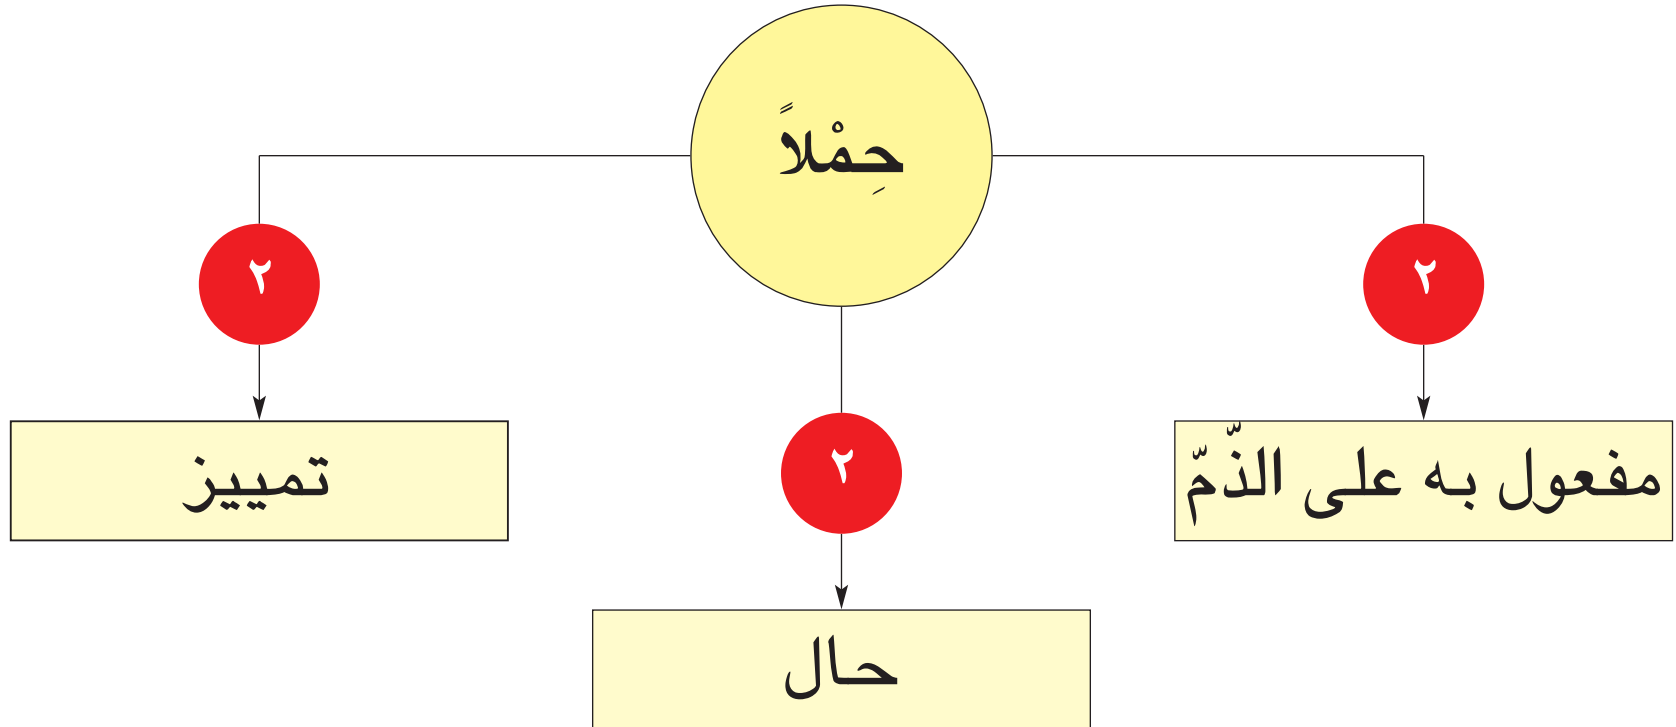 حِمْلاً
٢
٢
مفعول به على الذّمّ
تمييز
٢
حال